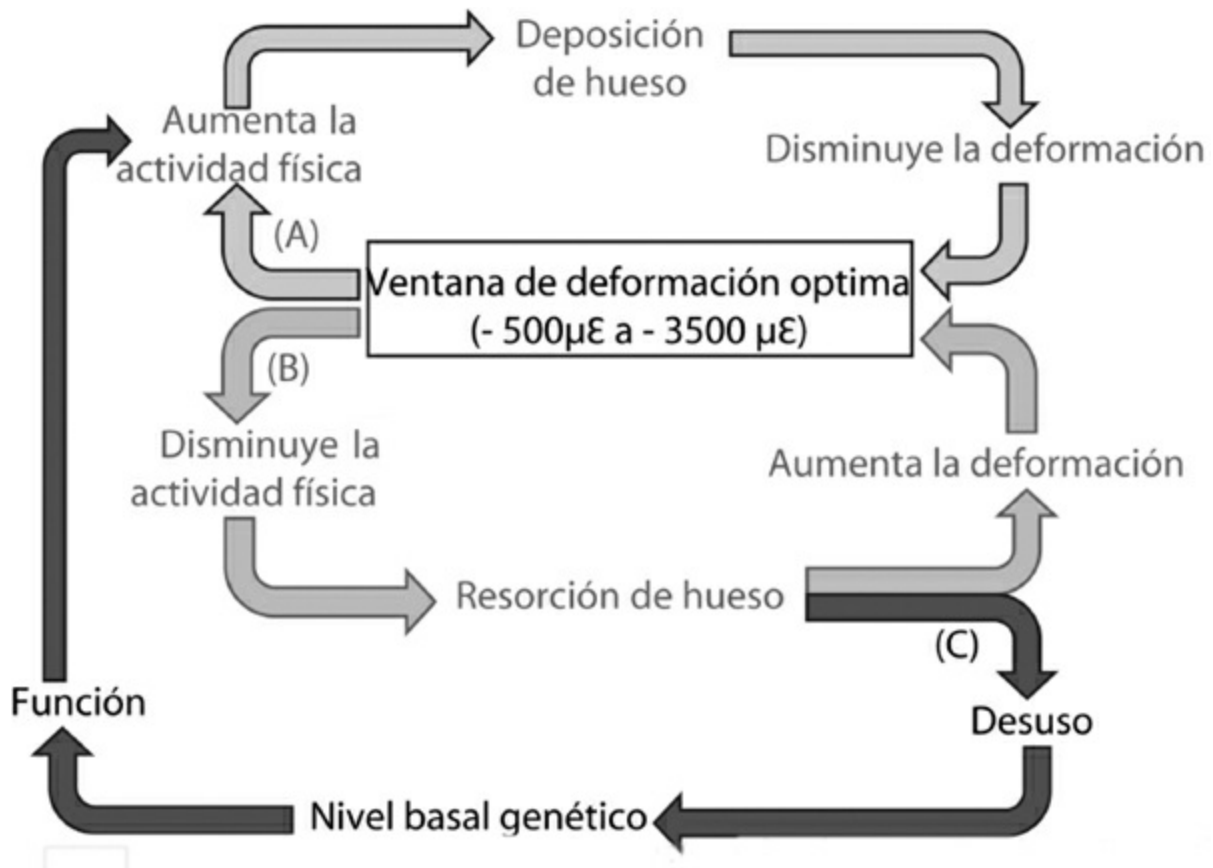 Deposición
de hueso
Aumenta la
actividad física
Disminuye la deformación
(A)
Ventana de deformación optima
(- 500µƐ a - 3500 µƐ)
(B)
Disminuye la
actividad física
Aumenta la deformación
Resorción de hueso
(C)
Función
Desuso
Nivel basal genético